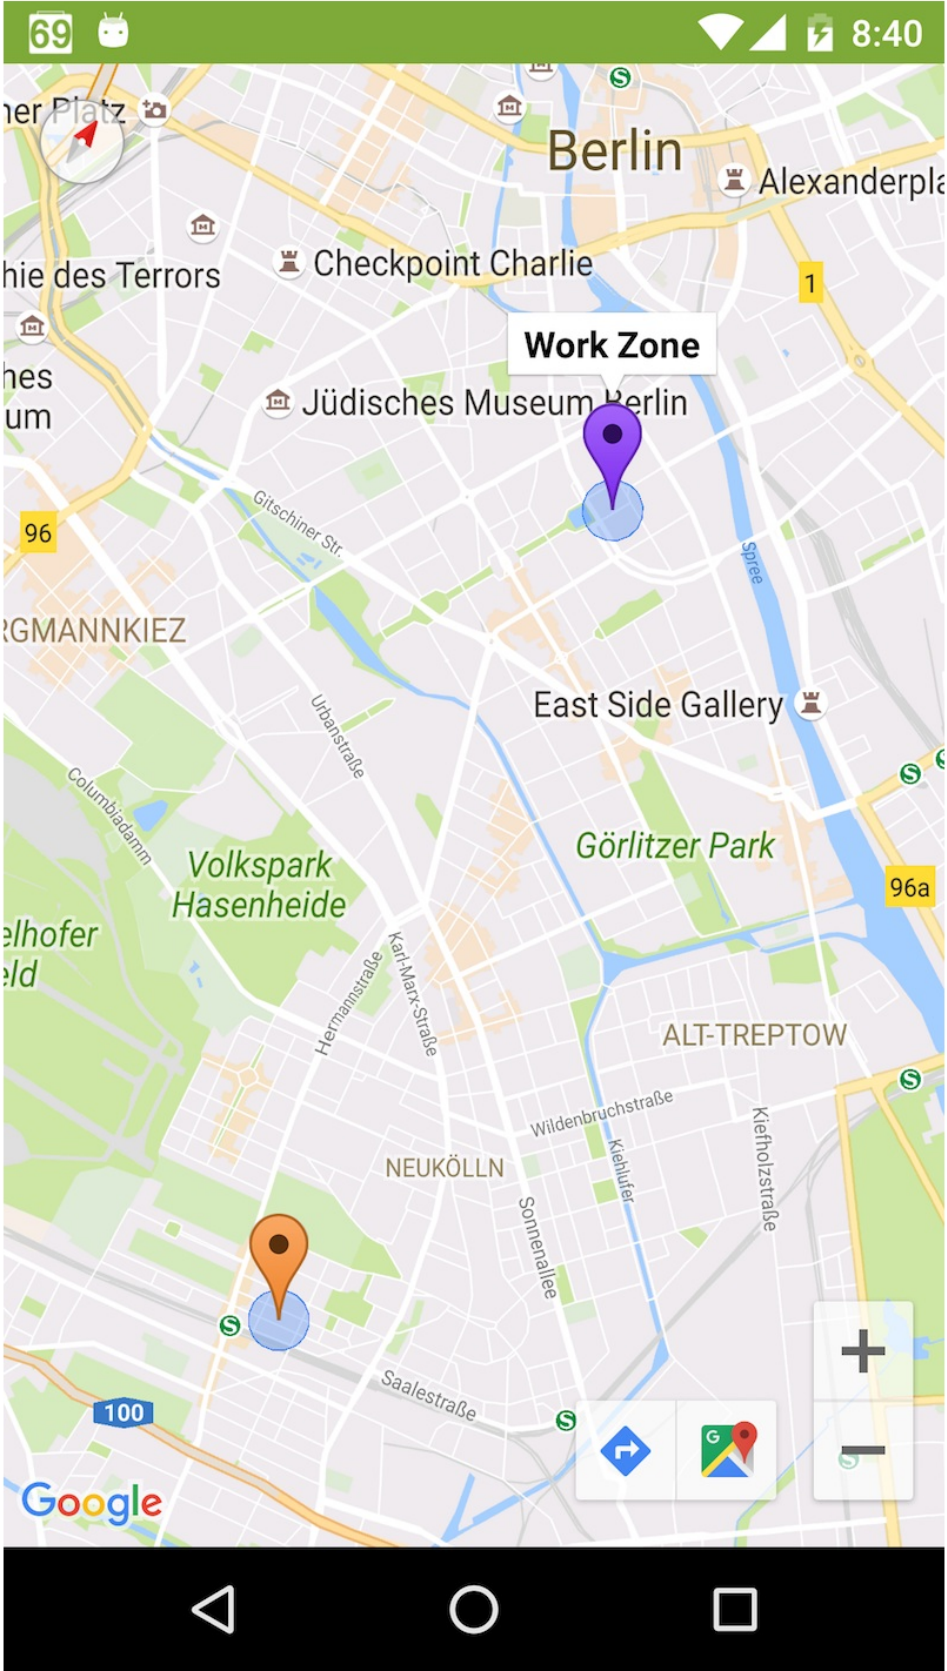 69
8:40
ner Platz
Berlin
Alexanderpla
Checkpoint Charlie
hie des Terrors
1
Work Zone
hes
um
Jüdisches Museum Berlin
Gitschiner Str.
96
Spree
RGMANNKIEZ
East Side Gallery
Urbanstraße
Columbiadamm
S
S
Görlitzer Park
Volkspark
Hasenheide
96a
elhofer
eld
Hermannstraße
Karl-Marx-Straße
ALT-TREPTOW
S
Wildenbruchstraße
Kiefholzstraße
Kiehlufer
NEUKÖLLN
Sonnenallee
S
Saalestraße
100
S
G
S
Google